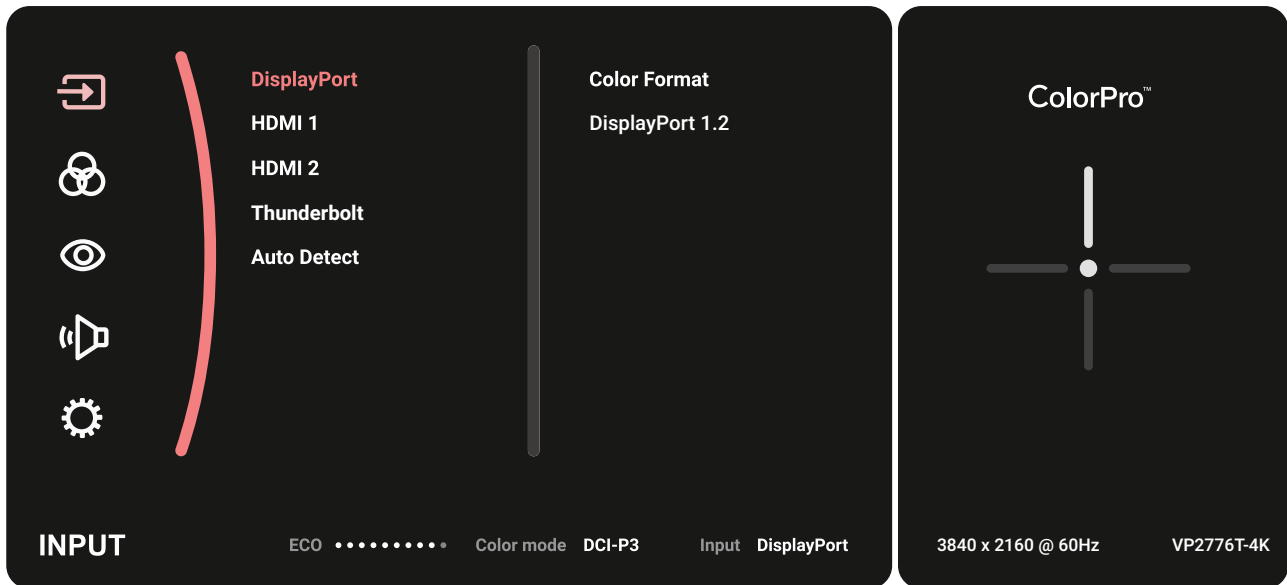 DisplayPort
HDMI 1
HDMI 2
Thunderbolt
Auto Detect
Color Format
DisplayPort 1.2
INPUT
ECO
Color mode DCI-P3
Input DisplayPort
ColorPro™
3840 x 2160 @ 60Hz
VP2776T-4K